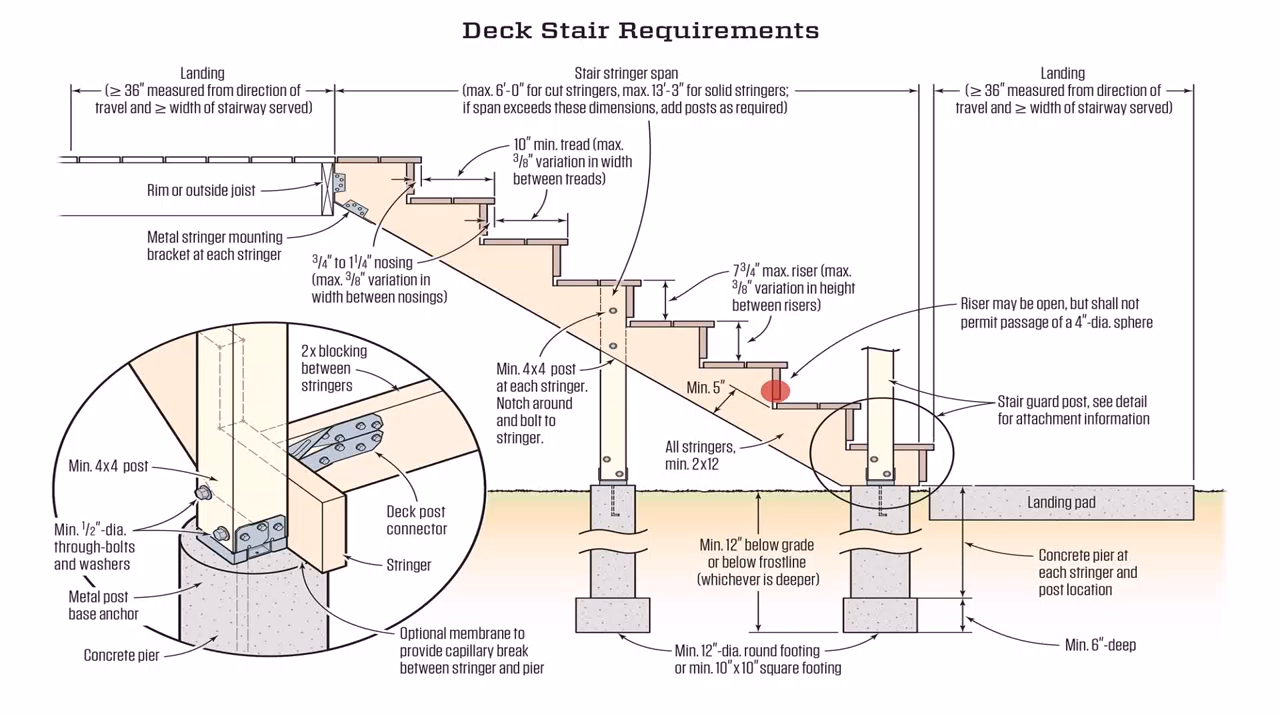 Deck Stair Requirements
Landing
(≥ 36" measured from direction of
travel and ≥ width of stairway served)
Stair stringer span
(max. 6'-0" for cut stringers, max. 13'-3" for solid stringers;
if span exceeds these dimensions, add posts as required)
Landing
(≥ 36" measured from direction of
travel and ≥ width of stairway served)
10" min. tread (max.
3/8" variation in width
between treads)
Rim or outside joist
Metal stringer mounting
bracket at each stringer
3/4" to 1 1/4" nosing
(max. 3/8" variation in
width between nosings)
7 3/4" max. riser (max.
3/8" variation in height
between risers)
Riser may be open, but shall not
permit passage of a 4"-dia. sphere
2x blocking
between
stringers
Min. 4x4 post
at each stringer.
Notch around
and bolt to
stringer.
Min. 5"
Stair guard post, see detail
for attachment information
All stringers,
min. 2x12
Min. 4x4 post
Deck post
connector
Landing pad
Min. 1/2"-dia.
through-bolts
and washers
Stringer
Min. 12" below grade
or below frostline
(whichever is deeper)
Concrete pier at
each stringer and
post location
Metal post
base anchor
Concrete pier
Optional membrane to
provide capillary break
between stringer and pier
Min. 12"-dia. round footing
or min. 10"x10" square footing
Min. 6"-deep